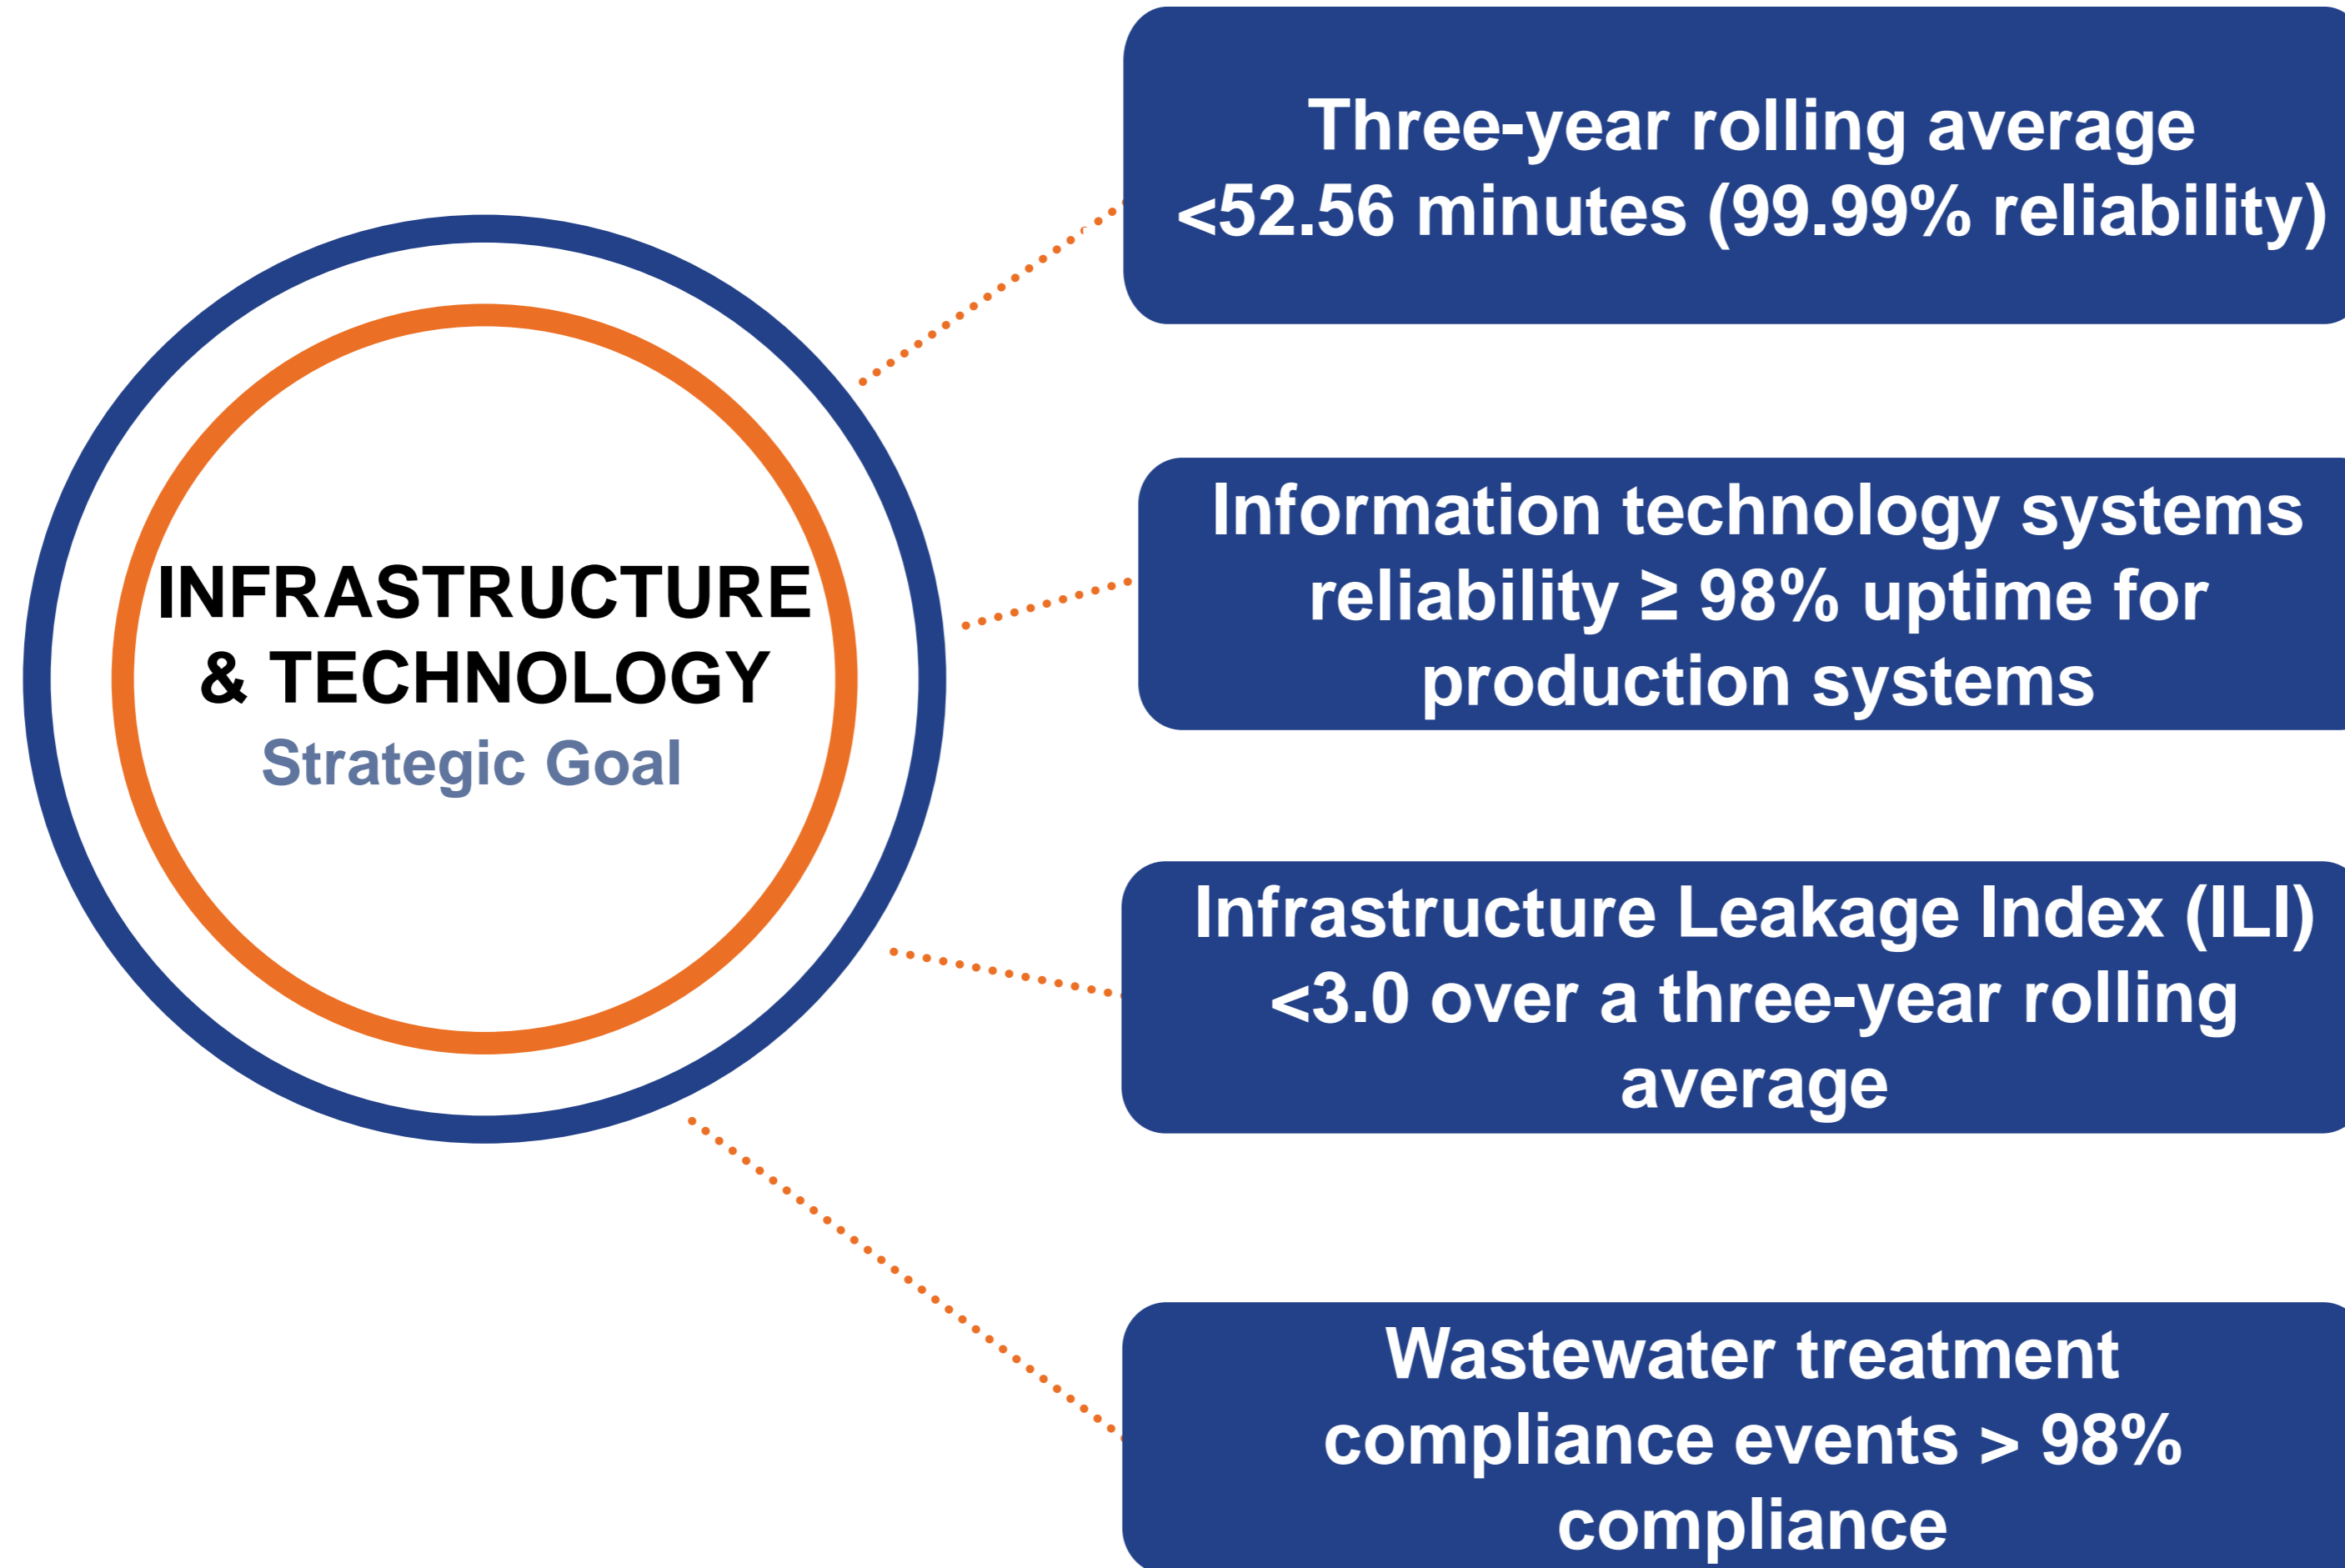 INFRASTRUCTURE
& TECHNOLOGY
Strategic Goal
Three-year rolling average
<52.56 minutes (99.99% reliability)
Information technology systems
reliability ≥ 98% uptime for
production systems
Infrastructure Leakage Index (ILI)
<3.0 over a three-year rolling
average
Wastewater treatment
compliance events > 98%
compliance